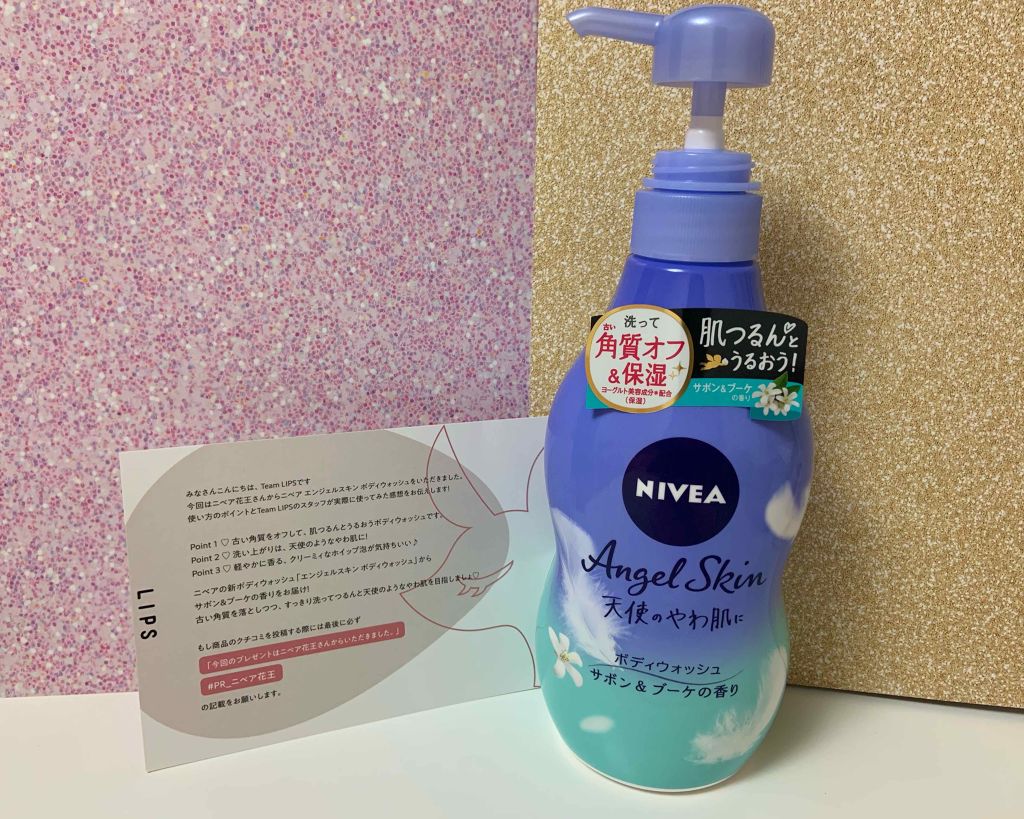 みなさんこんにちは、Team LIPSです
今回はニベア花王さんからニベア エンジェルスキン ボディウォッシュをいただきました。
使い方のポイントとTeam LIPSのスタッフが実際に使ってみた感想をお伝えします!
Point 1 ♡ 古い角質をオフして、肌つるんとうるおうボディウォッシュです。
Point 2 ♡ 洗い上がりは、天使のようなやわ肌に!
Point 3 ♡ 軽やかに香る、クリーミィなホイップ泡が気持ちいい♪
ニベアの新ボディウォッシュ「エンジェルスキン ボディウォッシュ」から
サボン&ブーケの香りをお届け!
古い角質を落としつつ、すっきり洗ってつるんと天使のようなやわ肌を目指しましょ♡
もし商品のクチコミを投稿する際には最後に必ず
「今回のプレゼントはニベア花王さんからいただきました。」
#PR_ニベア花王
の記載をお願いします。
LIPS
洗って
古い
角質オフ
&保湿
ヨーグルト美容成分*配合
(保湿)
肌つるんと
うるおう!
サボン&ブーケ
の香り
NIVEA
Angel Skin
天使のやわ肌に
ボディウォッシュ
サボン&ブーケの香り